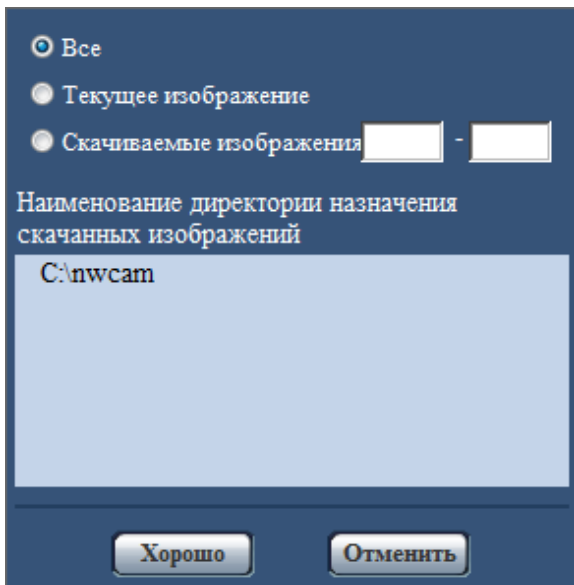 Все
Текущее изображение
Скачиваемые изображения -
Наименование директории назначения
скачанных изображений
C:\nwcam
Хорошо Отменить